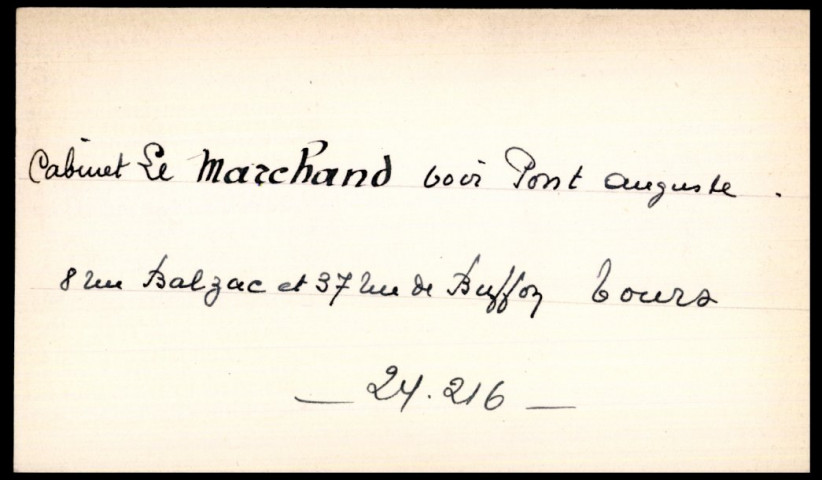 Cabinet Le Marchand voir Pont auguste .
8 rue Balzac et 37 rue de Buffon Tours
— 24.216 —